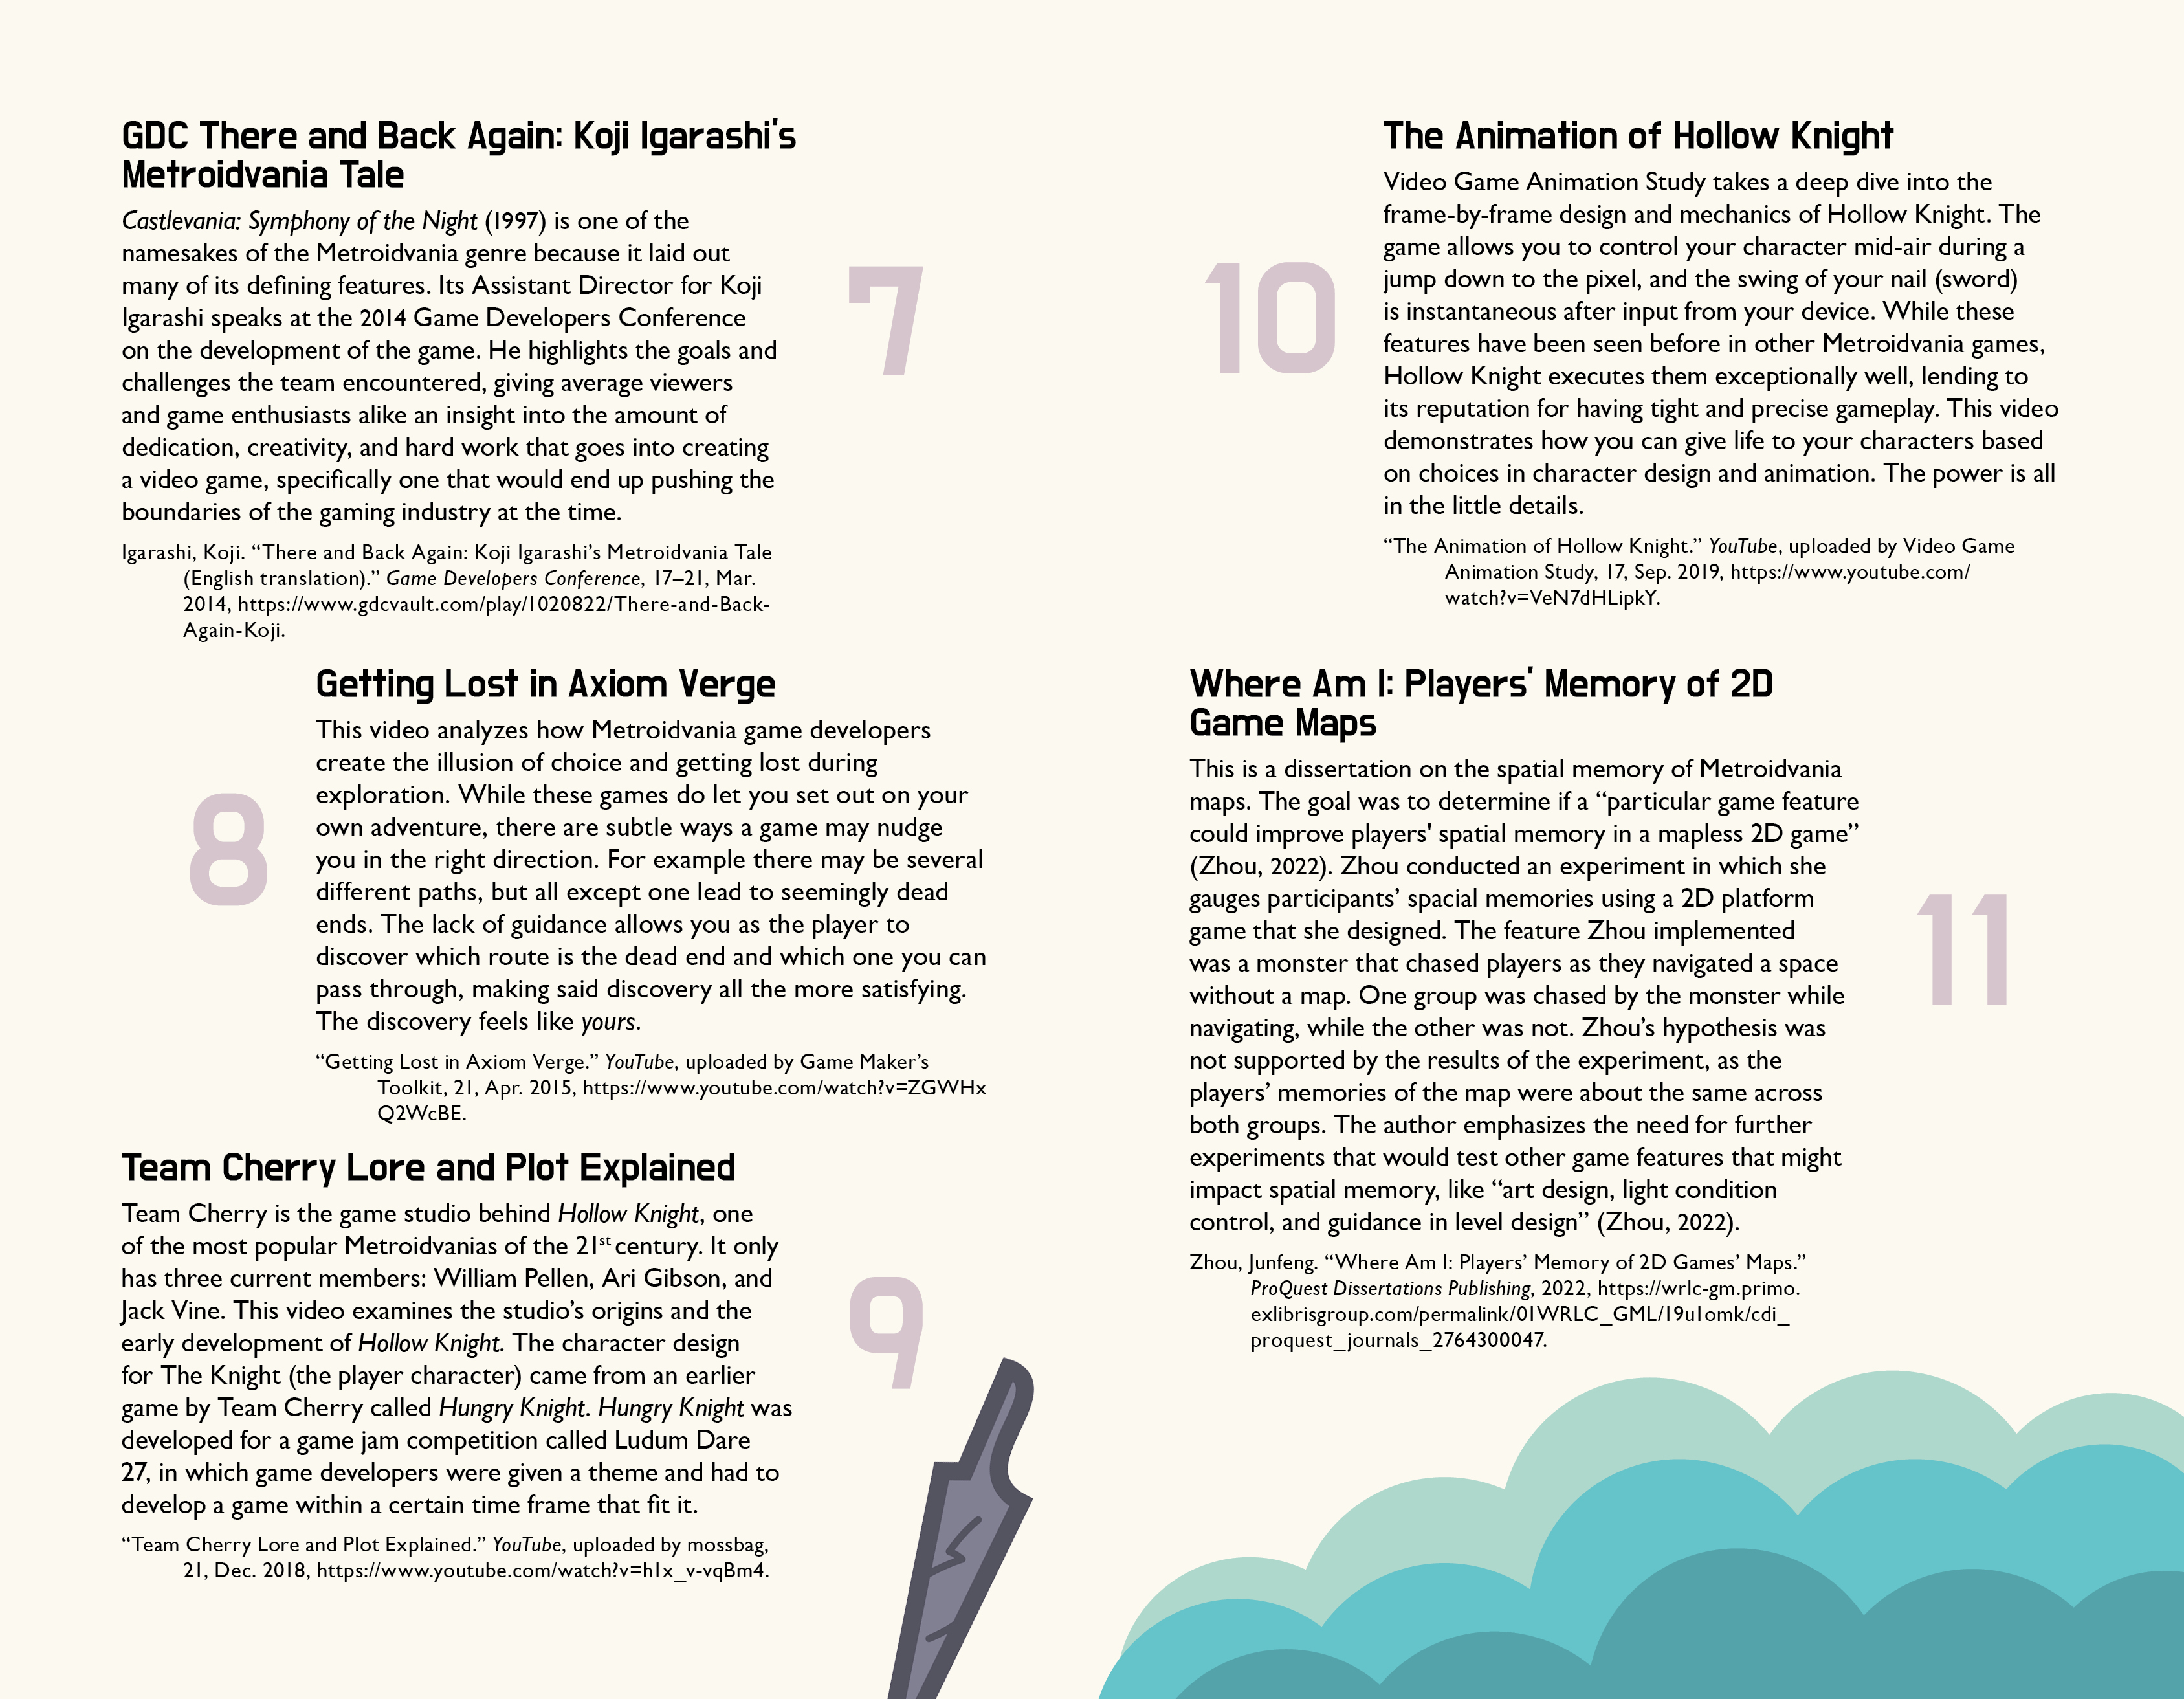 GDC There and Back Again: Koji Igarashi's
Metroidvania Tale
Castlevania: Symphony of the Night (1997) is one of the
namesakes of the Metroidvania genre because it laid out
many of its defining features. Its Assistant Director for Koji
Igarashi speaks at the 2014 Game Developers Conference
on the development of the game. He highlights the goals and
challenges the team encountered, giving average viewers
and game enthusiasts alike an insight into the amount of
dedication, creativity, and hard work that goes into creating
a video game, specifically one that would end up pushing the
boundaries of the gaming industry at the time.
Igarashi, Koji. “There and Back Again: Koji Igarashi’s Metroidvania Tale
(English translation).” Game Developers Conference, 17–21, Mar.
2014, https://www.gdcvault.com/play/1020822/There-and-Back-
Again-Koji.
7
Getting Lost in Axiom Verge
This video analyzes how Metroidvania game developers
create the illusion of choice and getting lost during
exploration. While these games do let you set out on your
own adventure, there are subtle ways a game may nudge
you in the right direction. For example there may be several
different paths, but all except one lead to seemingly dead
ends. The lack of guidance allows you as the player to
discover which route is the dead end and which one you can
pass through, making said discovery all the more satisfying.
The discovery feels like yours.
“Getting Lost in Axiom Verge.” YouTube, uploaded by Game Maker’s
Toolkit, 21, Apr. 2015, https://www.youtube.com/watch?v=ZGWHx
Q2WcBE.
8
Team Cherry Lore and Plot Explained
Team Cherry is the game studio behind Hollow Knight, one
of the most popular Metroidvanias of the 21st century. It only
has three current members: William Pellen, Ari Gibson, and
Jack Vine. This video examines the studio’s origins and the
early development of Hollow Knight. The character design
for The Knight (the player character) came from an earlier
game by Team Cherry called Hungry Knight. Hungry Knight was
developed for a game jam competition called Ludum Dare
27, in which game developers were given a theme and had to
develop a game within a certain time frame that fit it.
“Team Cherry Lore and Plot Explained.” YouTube, uploaded by mossbag,
21, Dec. 2018, https://www.youtube.com/watch?v=h1x_v-vqBm4.
9
The Animation of Hollow Knight
Video Game Animation Study takes a deep dive into the
frame-by-frame design and mechanics of Hollow Knight. The
game allows you to control your character mid-air during a
jump down to the pixel, and the swing of your nail (sword)
is instantaneous after input from your device. While these
features have been seen before in other Metroidvania games,
Hollow Knight executes them exceptionally well, lending to
its reputation for having tight and precise gameplay. This video
demonstrates how you can give life to your characters based
on choices in character design and animation. The power is all
in the little details.
“The Animation of Hollow Knight.” YouTube, uploaded by Video Game
Animation Study, 17, Sep. 2019, https://www.youtube.com/
watch?v=VeN7dHLipkY.
10
Where Am I: Players' Memory of 2D
Game Maps
This is a dissertation on the spatial memory of Metroidvania
maps. The goal was to determine if a “particular game feature
could improve players' spatial memory in a mapless 2D game”
(Zhou, 2022). Zhou conducted an experiment in which she
gauges participants’ spacial memories using a 2D platform
game that she designed. The feature Zhou implemented
was a monster that chased players as they navigated a space
without a map. One group was chased by the monster while
navigating, while the other was not. Zhou’s hypothesis was
not supported by the results of the experiment, as the
players’ memories of the map were about the same across
both groups. The author emphasizes the need for further
experiments that would test other game features that might
impact spatial memory, like “art design, light condition
control, and guidance in level design” (Zhou, 2022).
Zhou, Junfeng. “Where Am I: Players’ Memory of 2D Games’ Maps.”
ProQuest Dissertations Publishing, 2022, https://wrlc-gm.primo.
exlibrisgroup.com/permalink/01WRLC_GML/19u1omk/cdi_
proquest_journals_2764300047.
11